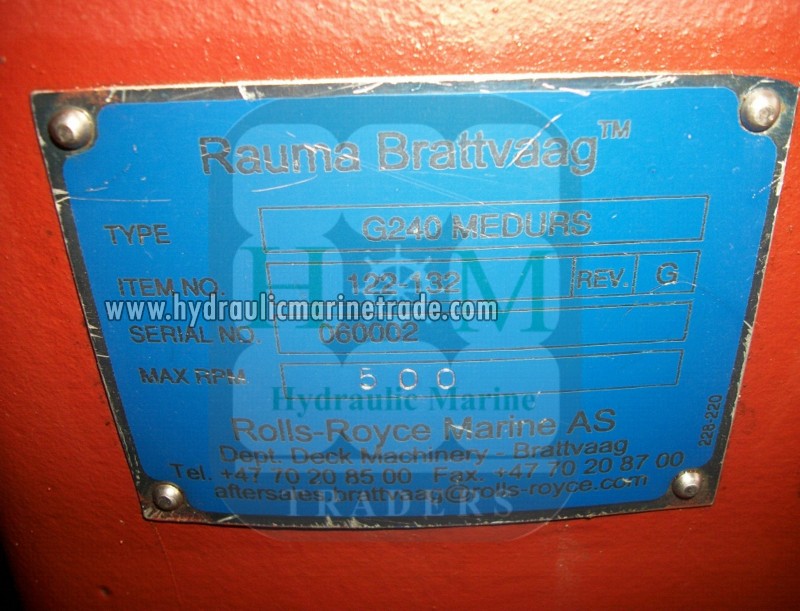 Rauma Brattvaag™
TYPE G240 MEDURS
ITEM NO. 122-132 REV. G
www.hydraulicmarinetrade.com
SERIAL NO. 060002
MAX RPM 500
H M
Hydraulic Marine
Rolls-Royce Marine AS
Dept. Deck Machinery - Brattvaag
Tel. +47 70 20 85 00 Fax. +47 70 20 87 00
aftersales.brattvaag@rolls-royce.com
TRADERS
228-220